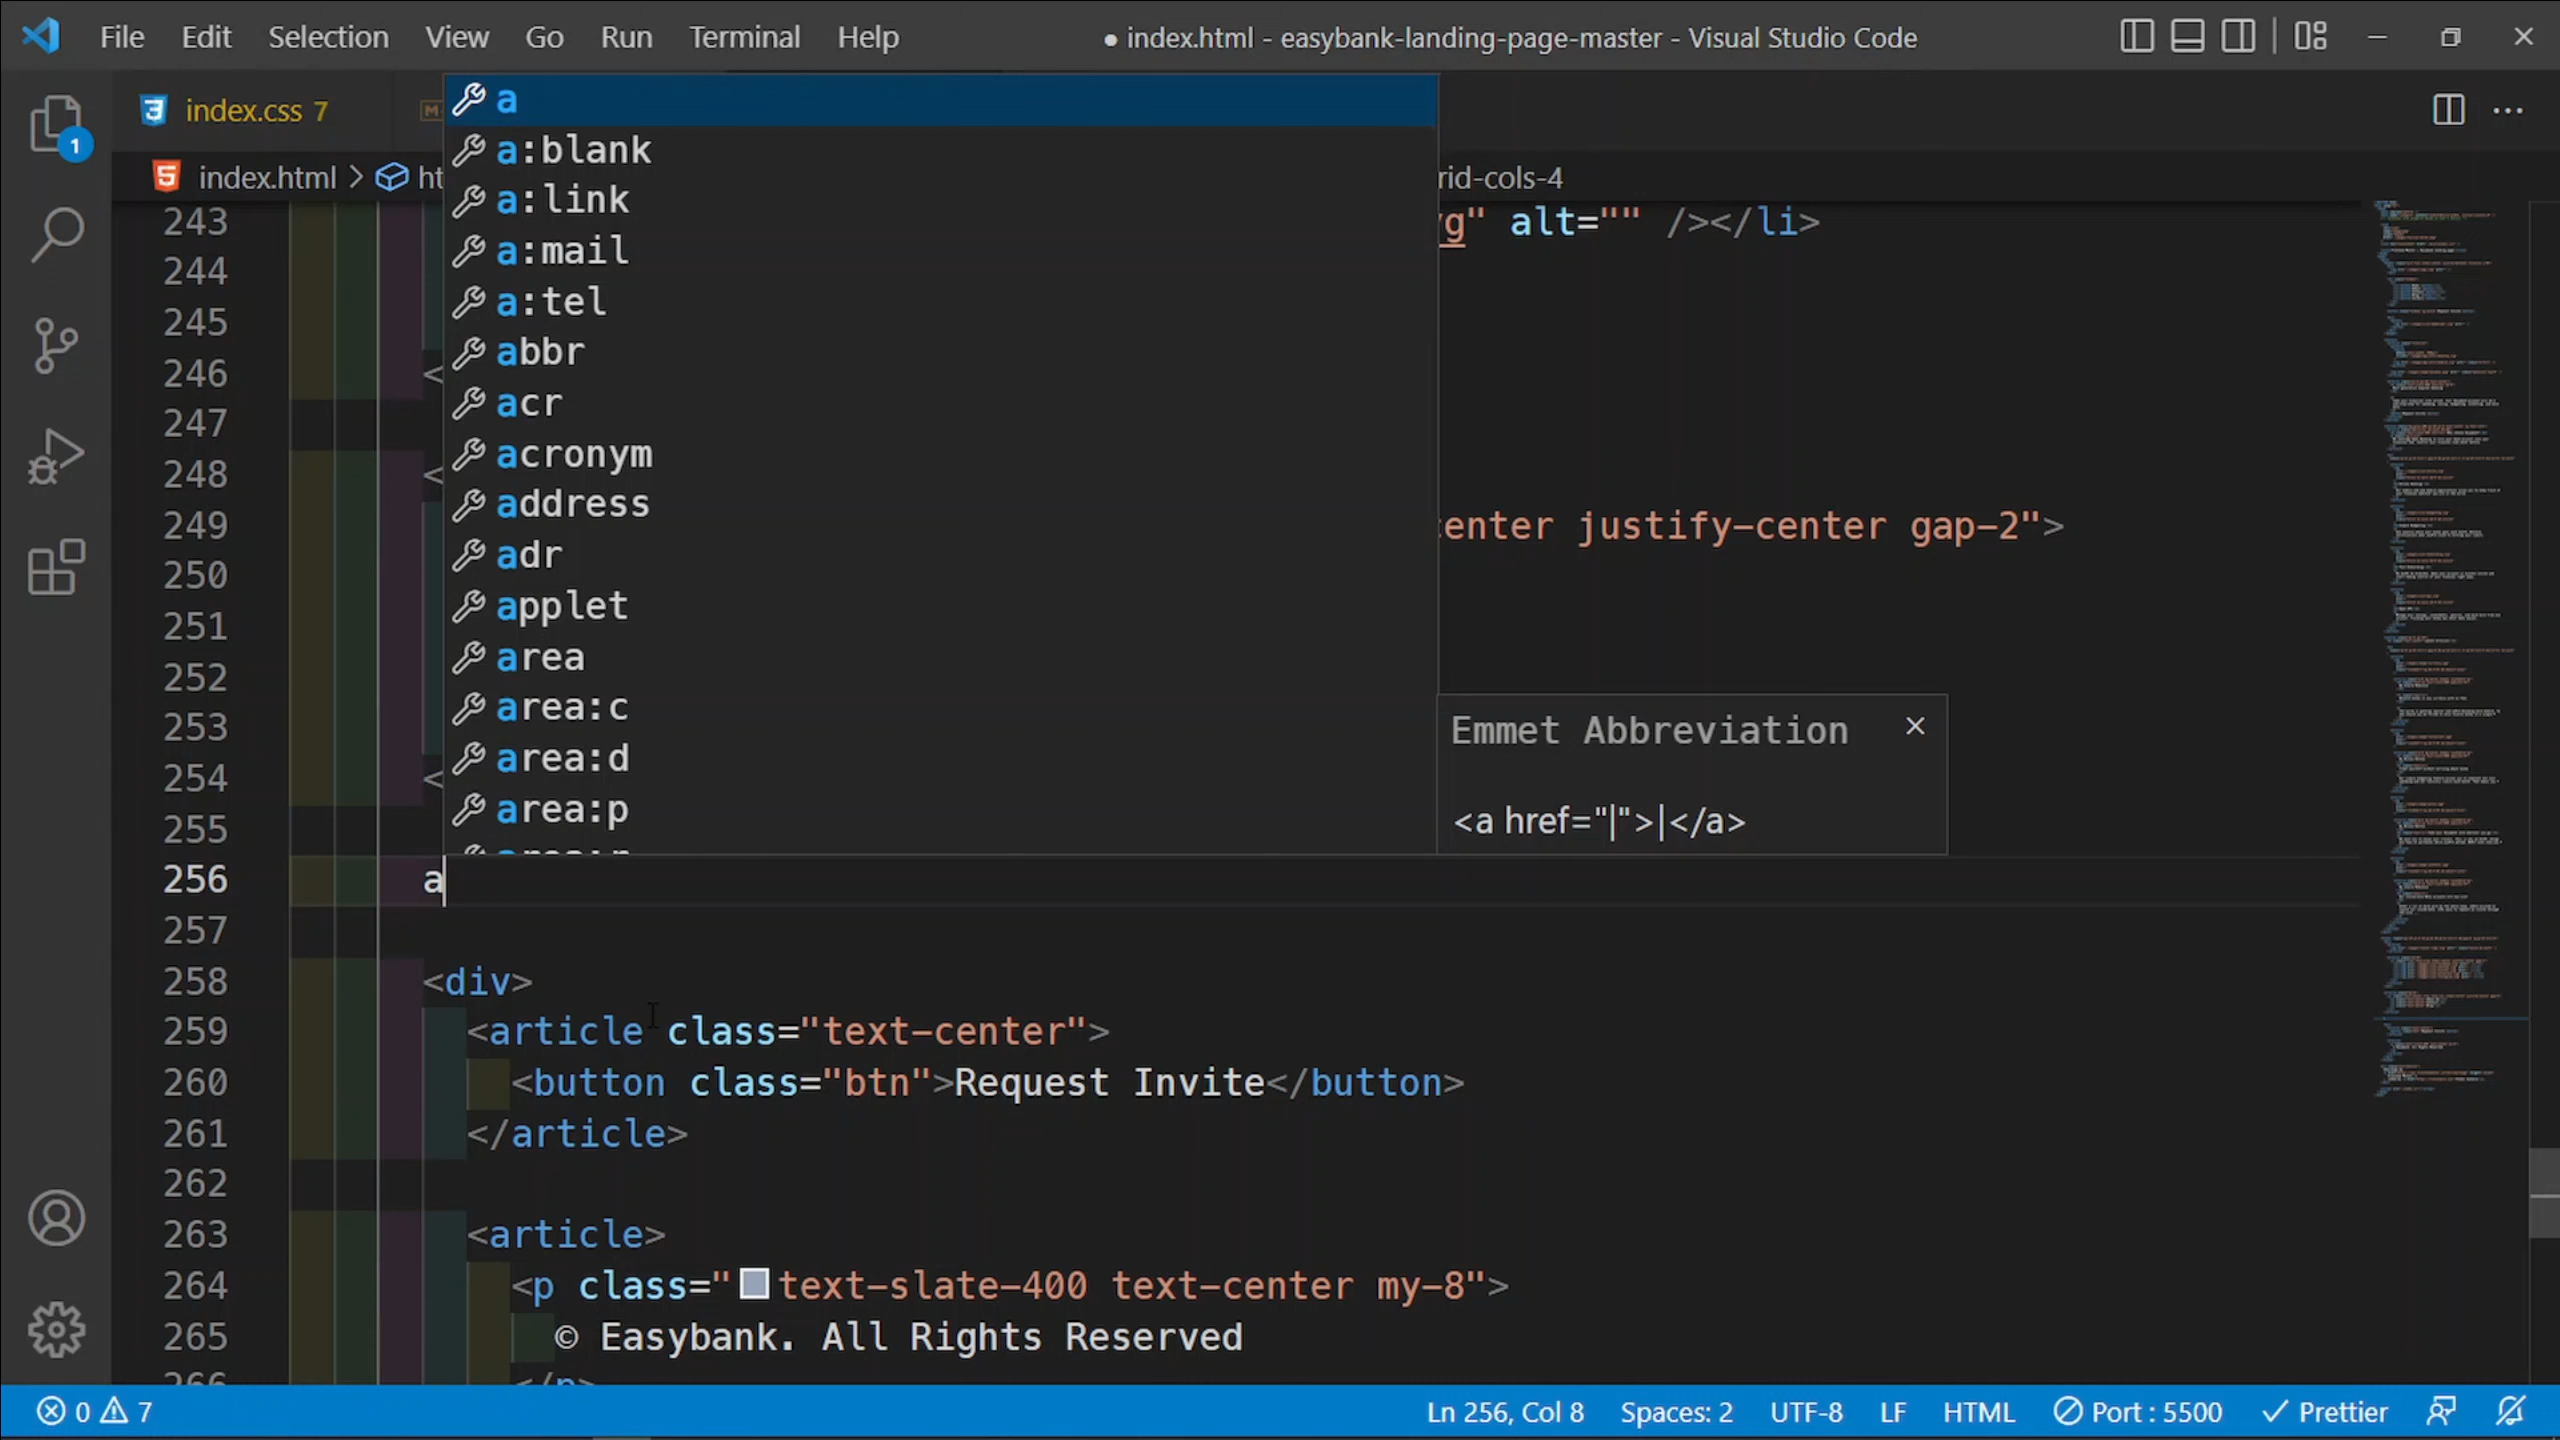 File Edit Selection View Go Run Terminal Help
● index.html - easybank-landing-page-master - Visual Studio Code
1
index.css 7
index.html > ht
rid-cols-4
a
a:blank
a:link
a:mail
a:tel
abbr
acr
acronym
address
adr
applet
area
area:c
area:d
area:p
Emmet Abbreviation
<a href="|">|</a>
243 g" alt="" /></li>
244
245
246 <
247
248 <
249 enter justify-center gap-2">
250
251
252
253
254 <
255
256 a
257
258 <div>
259 <article class="text-center">
260 <button class="btn">Request Invite</button>
261 </article>
262
263 <article>
264 <p class="text-slate-400 text-center my-8">
265 © Easybank. All Rights Reserved
266 </p>
0 7
Ln 256, Col 8 Spaces: 2 UTF-8 LF HTML Port : 5500 Prettier